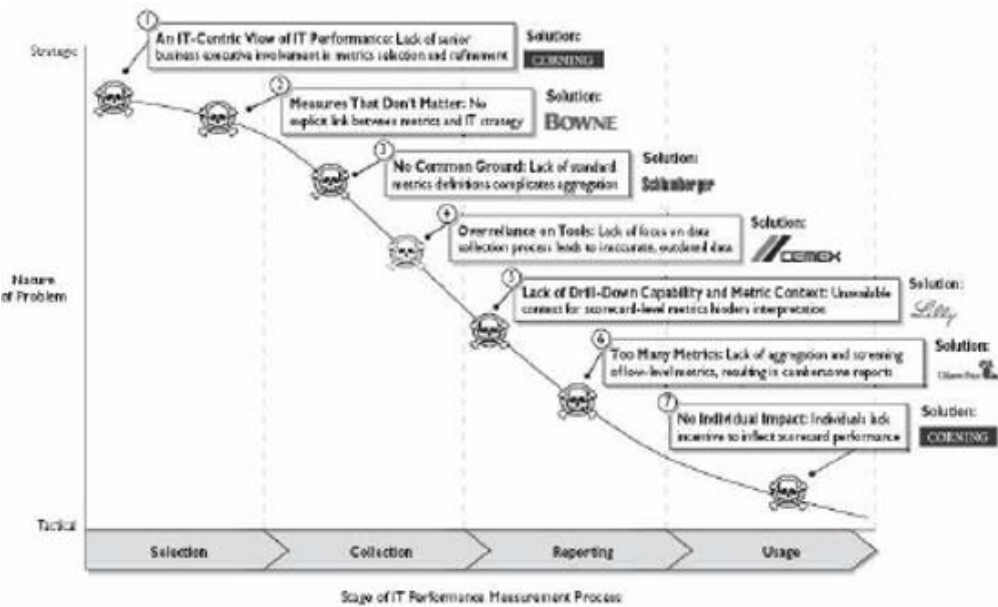 Strategic
1
An IT-Centric View of IT Performance: Lack of senior
business executive involvement in metrics selection and refinement
Solution:
CORNING
2
Measures That Don't Matter: No
explicit link between metrics and IT strategy
Solution:
BOWNE
3
No Common Ground: Lack of standard
metrics definitions complicates aggregation
Solution:
Schlumberger
4
Overreliance on Tools: Lack of focus on data
collection process leads to inaccurate, outdated data
Solution:
CEMEX
Nature
of Problem
5
Lack of Drill-Down Capability and Metric Context: Unavailable
context for scorecard-level metrics hinders interpretation
Solution:
Lilly
6
Too Many Metrics: Lack of aggregation and screening
of low-level metrics, resulting in cumbersome reports
Solution:
7
No Individual Impact: Individuals lack
incentive to inflect scorecard performance
Solution:
CORNING
Tactical
Selection
Collection
Reporting
Usage
Stage of IT Performance Measurement Process